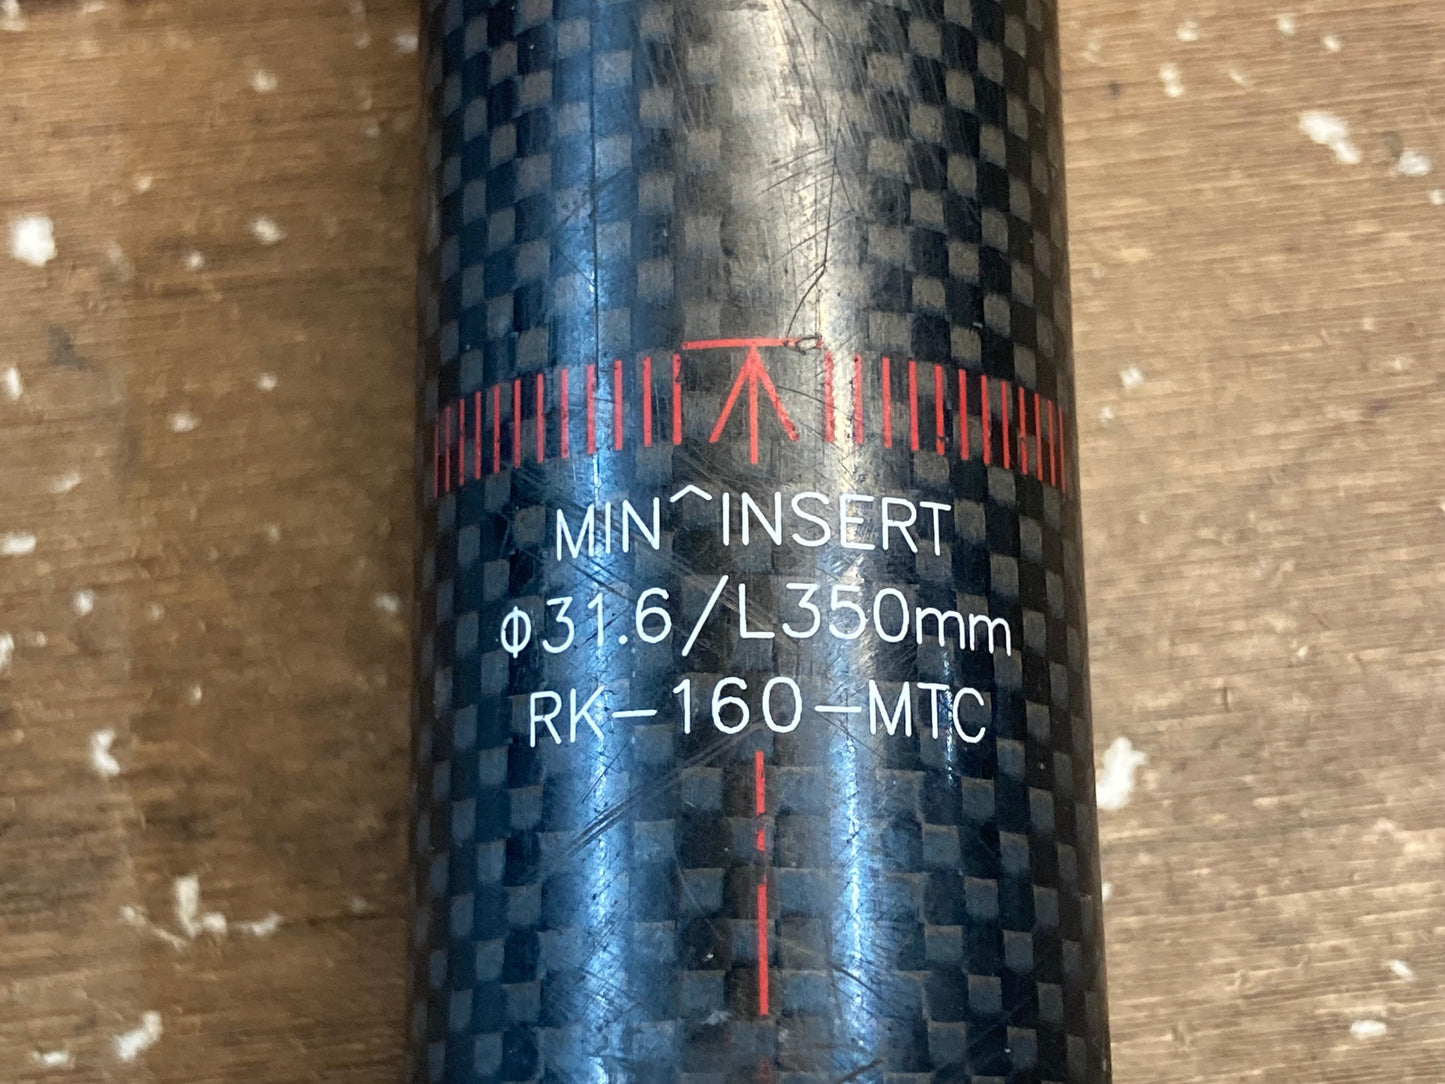 MIN^INSERT
Φ31.6/L350mm
RK-160-MTC